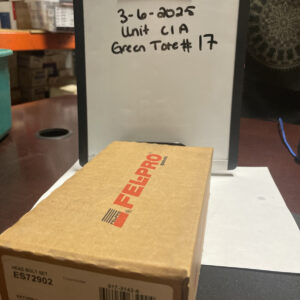 3-6-2025
Unit C1A
Green Tote# 17
FEL-PRO
HEAD BOLT SET
ES72902